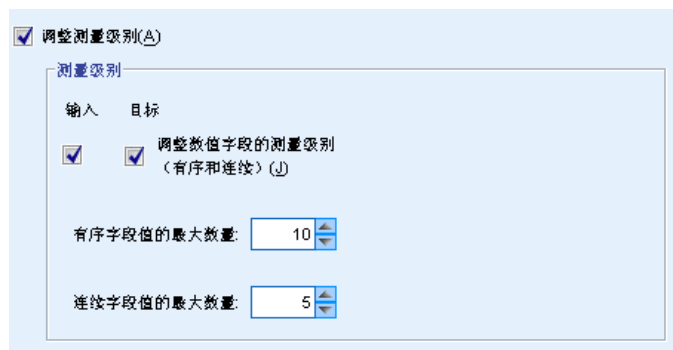 调整测量级别(A)
测量级别
输入 目标
调整数值字段的测量级别
（有序和连续）(J)
有序字段值的最大数量: 10
连续字段值的最大数量: 5